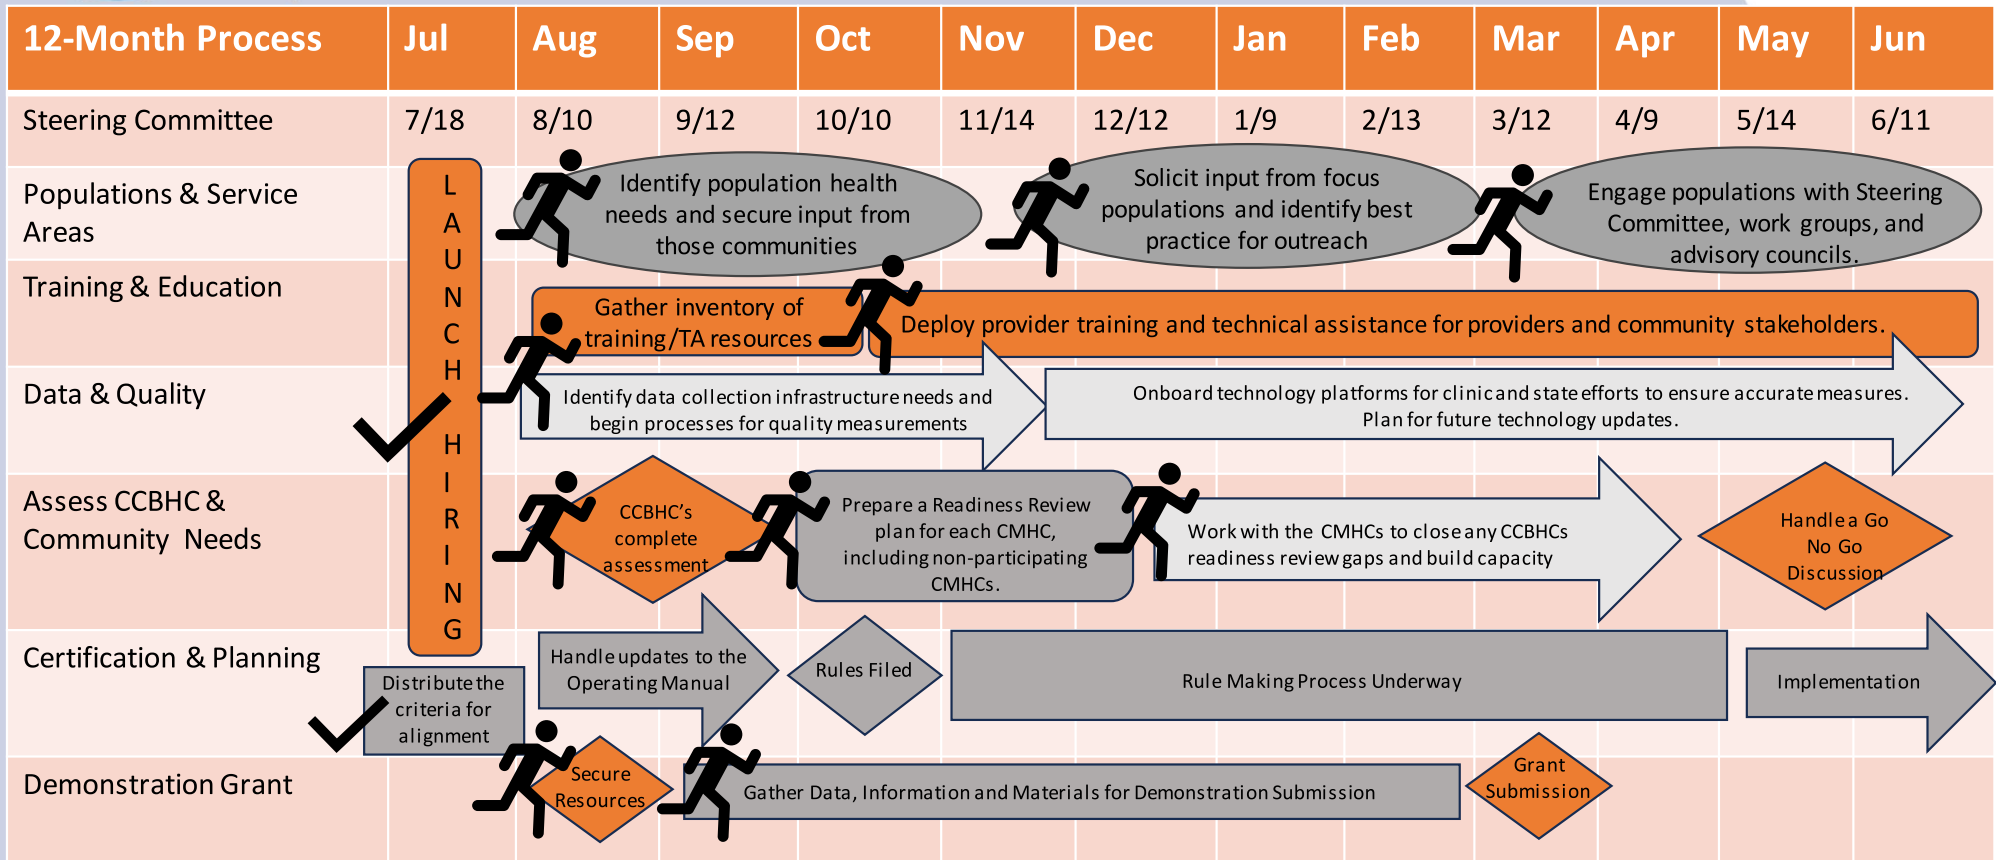 12-Month Process Jul Aug Sep Oct Nov Dec Jan Feb Mar Apr May Jun
Steering Committee 7/18 8/10 9/12 10/10 11/14 12/12 1/9 2/13 3/12 4/9 5/14 6/11
LAUNCH HIRING
Populations & Service
Areas
Identify population health
needs and secure input from
those communities
Solicit input from focus
populations and identify best
practice for outreach
Engage populations with Steering
Committee, work groups, and
advisory councils.
Training & Education
Gather inventory of
training/TA resources
Deploy provider training and technical assistance for providers and community stakeholders.
Data & Quality
Identify data collection infrastructure needs and
begin processes for quality measurements
Onboard technology platforms for clinic and state efforts to ensure accurate measures.
Plan for future technology updates.
Assess CCBHC &
Community Needs
CCBHC's
complete
assessment
Prepare a Readiness Review
plan for each CMHC,
including non-participating
CMHCs.
Work with the CMHCs to close any CCBHCs
readiness review gaps and build capacity
Handle a Go
No Go
Discussion
Certification & Planning
Distribute the
criteria for
alignment
Handle updates to the
Operating Manual
Rules Filed
Rule Making Process Underway
Implementation
Demonstration Grant
Secure
Resources
Gather Data, Information and Materials for Demonstration Submission
Grant
Submission